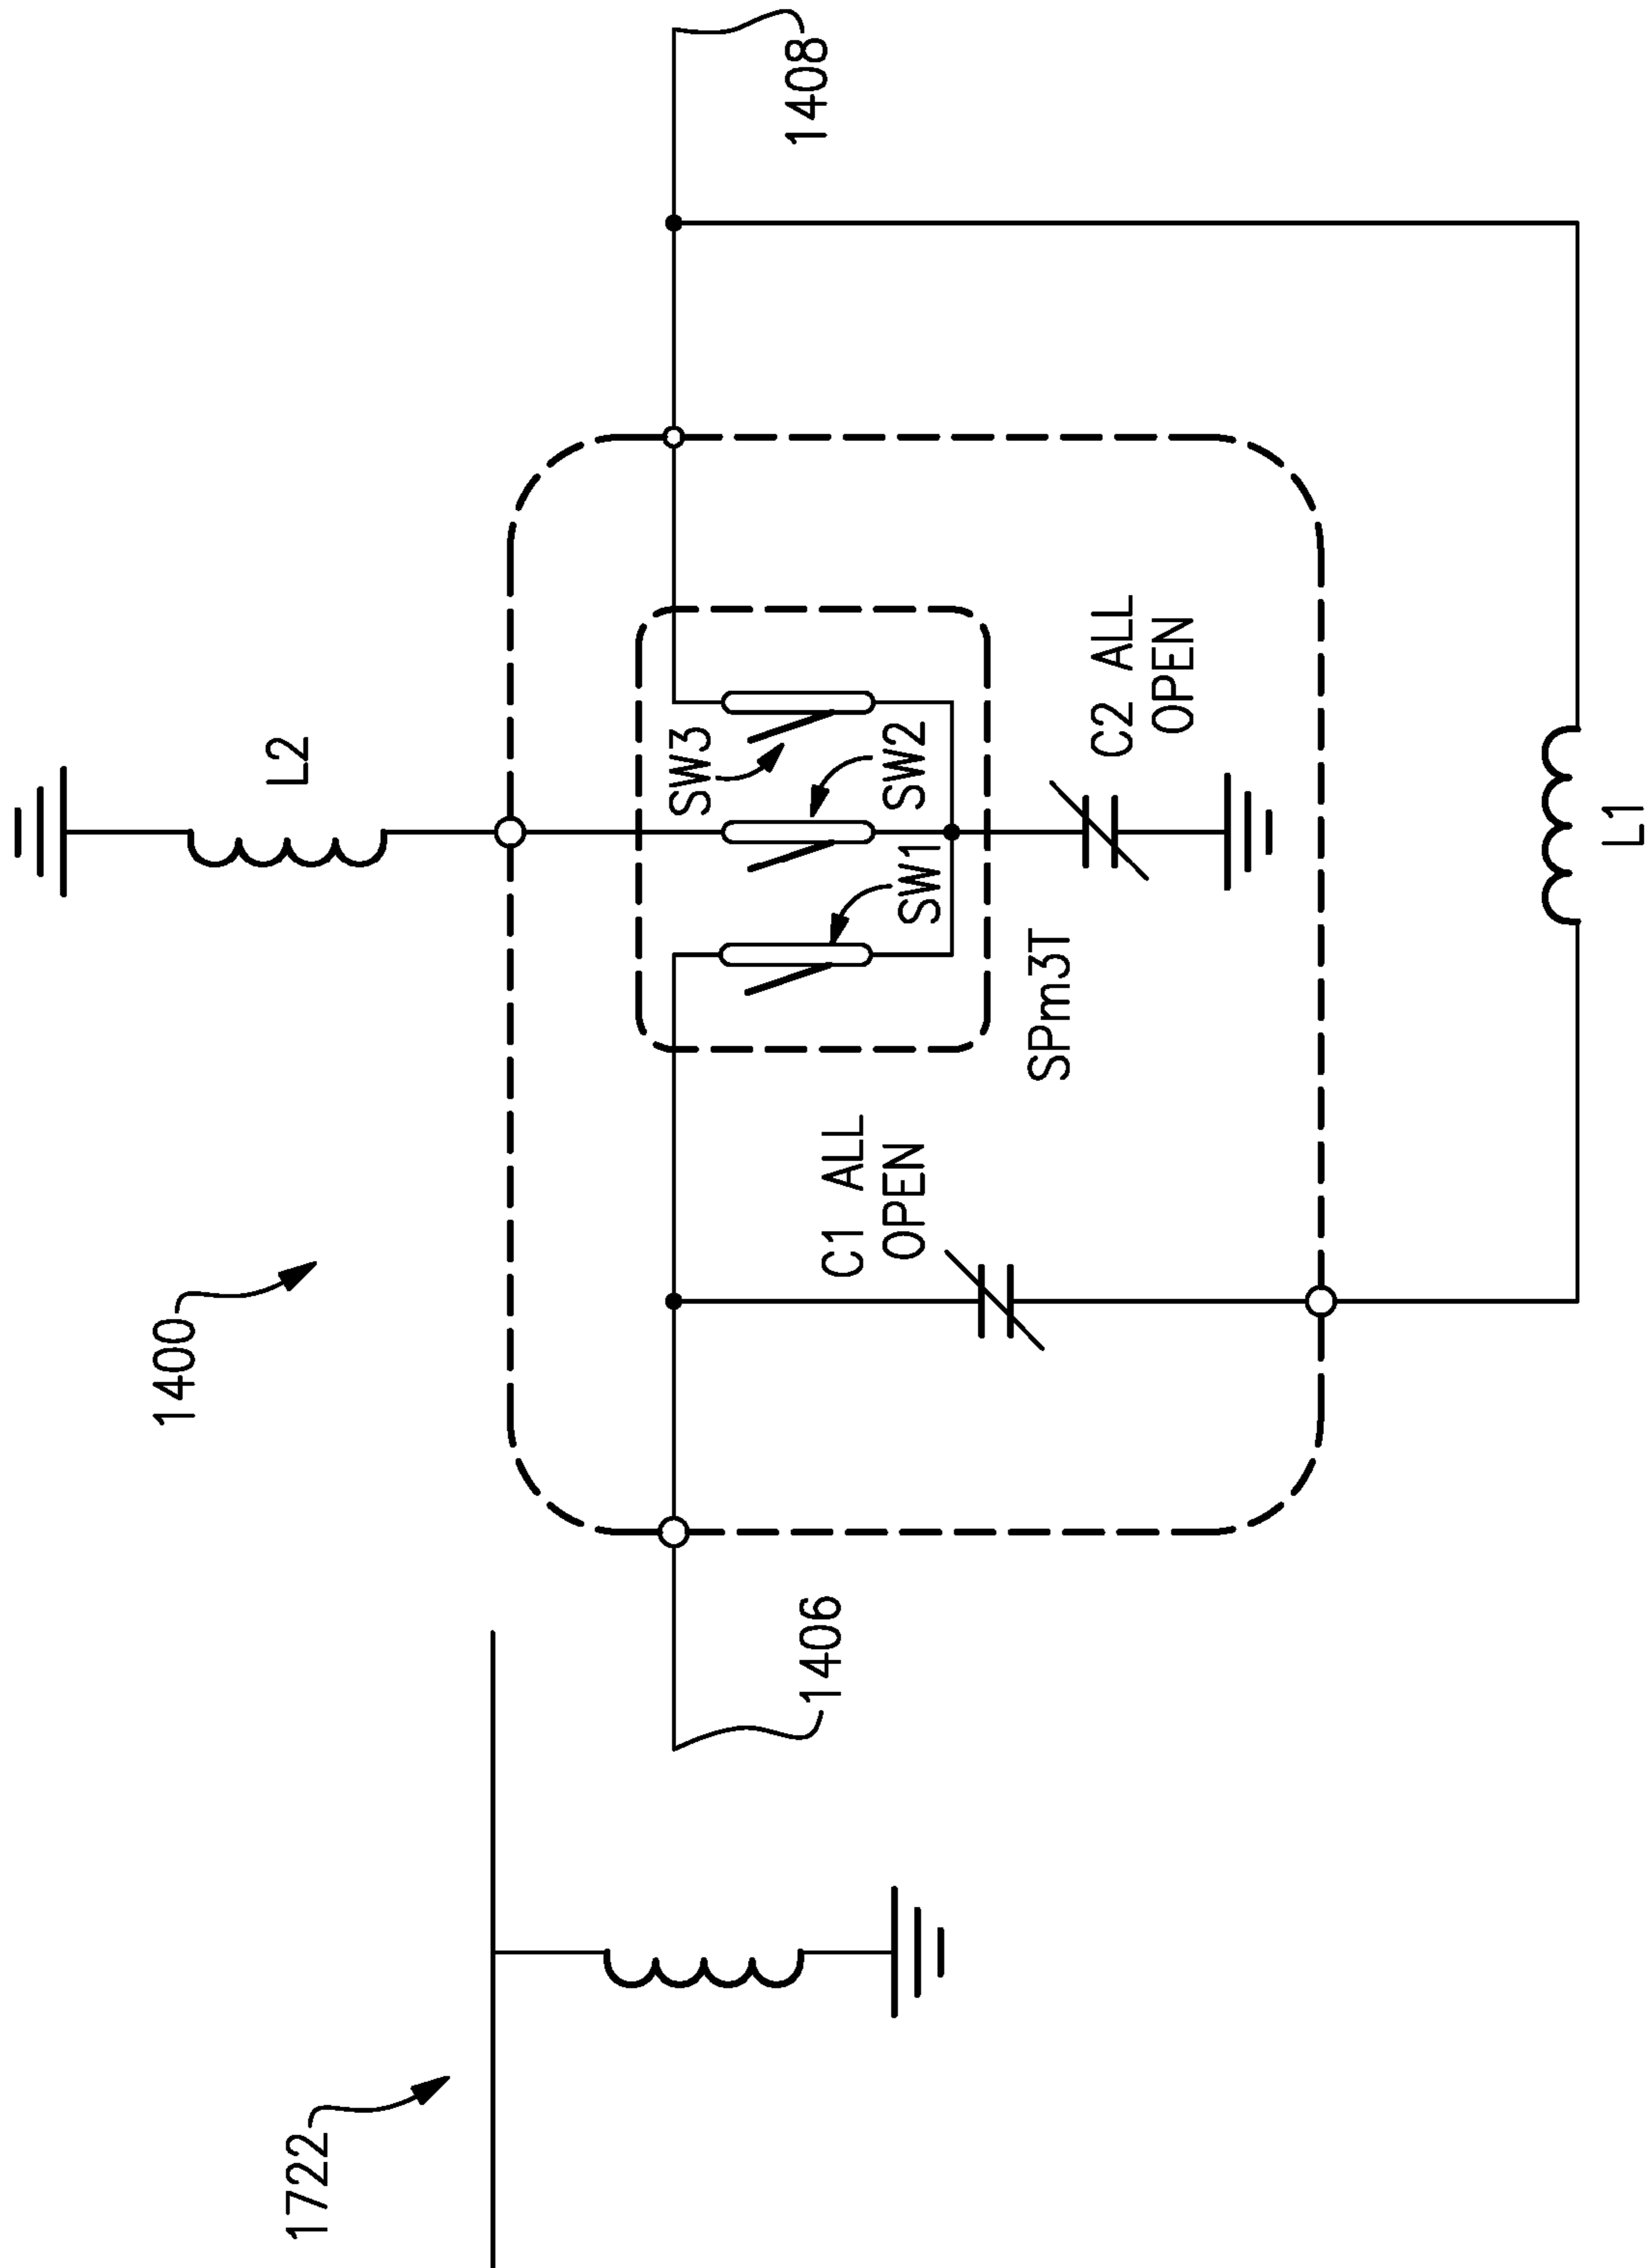 1722
1400
1406
1408
L2
SW3
SW2
SW1
C1 ALL
OPEN
C2 ALL
OPEN
SPm3T
L1